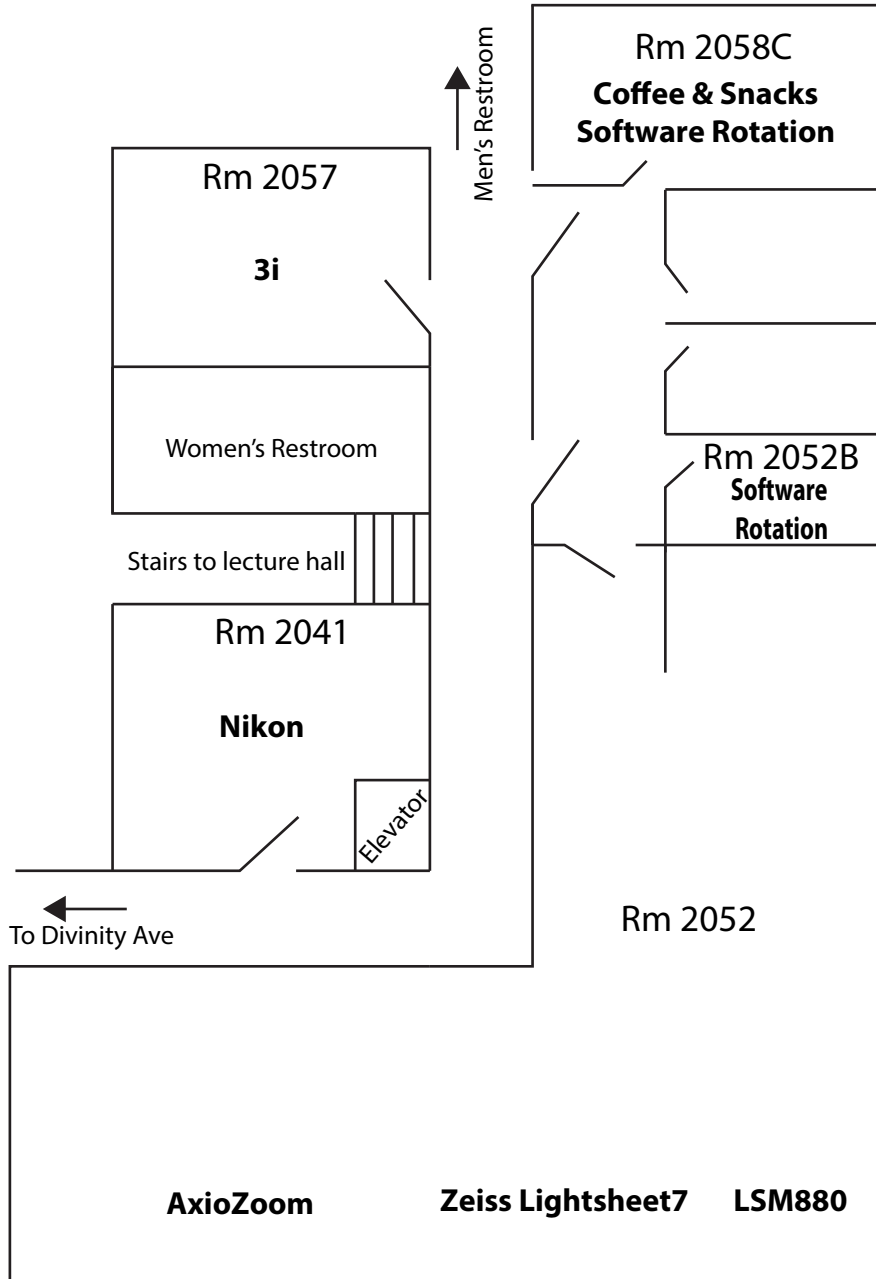 Rm 2058C
Coffee & Snacks
Software Rotation
Men's Restroom
Rm 2057
3i
Women's Restroom
Rm 2052B
Software
Rotation
Stairs to lecture hall
Rm 2041
Nikon
Elevator
To Divinity Ave
Rm 2052
AxioZoom
Zeiss Lightsheet7
LSM880